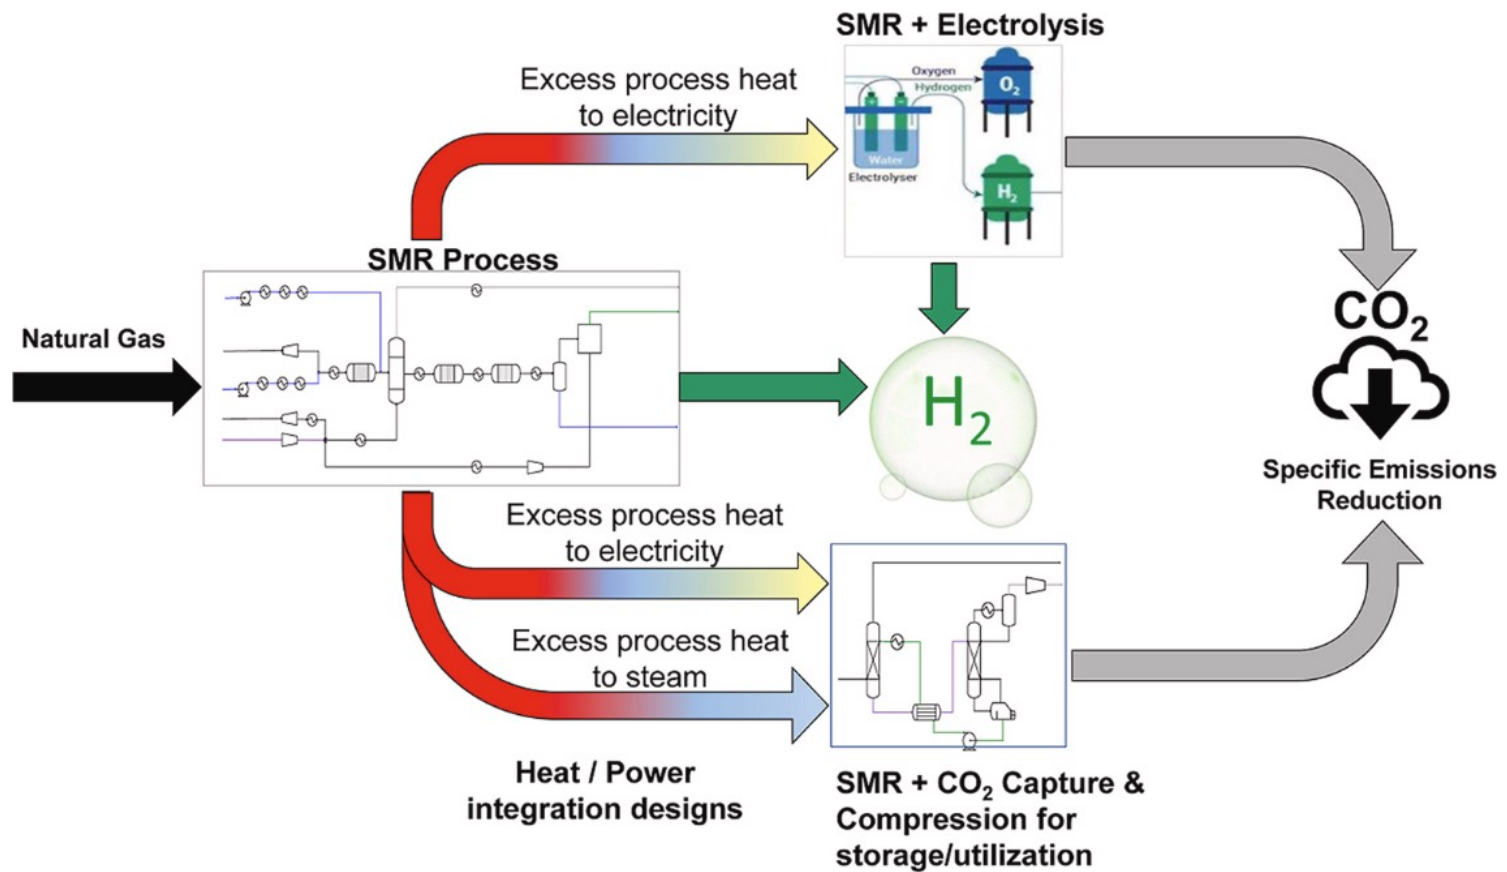 SMR + Electrolysis
Excess process heat
to electricity
Oxygen
Hydrogen
O₂
Water
Electrolyser
H₂
SMR Process
Natural Gas
H₂
CO₂
Specific Emissions
Reduction
Excess process heat
to electricity
Excess process heat
to steam
Heat / Power
integration designs
SMR + CO₂ Capture &
Compression for
storage/utilization